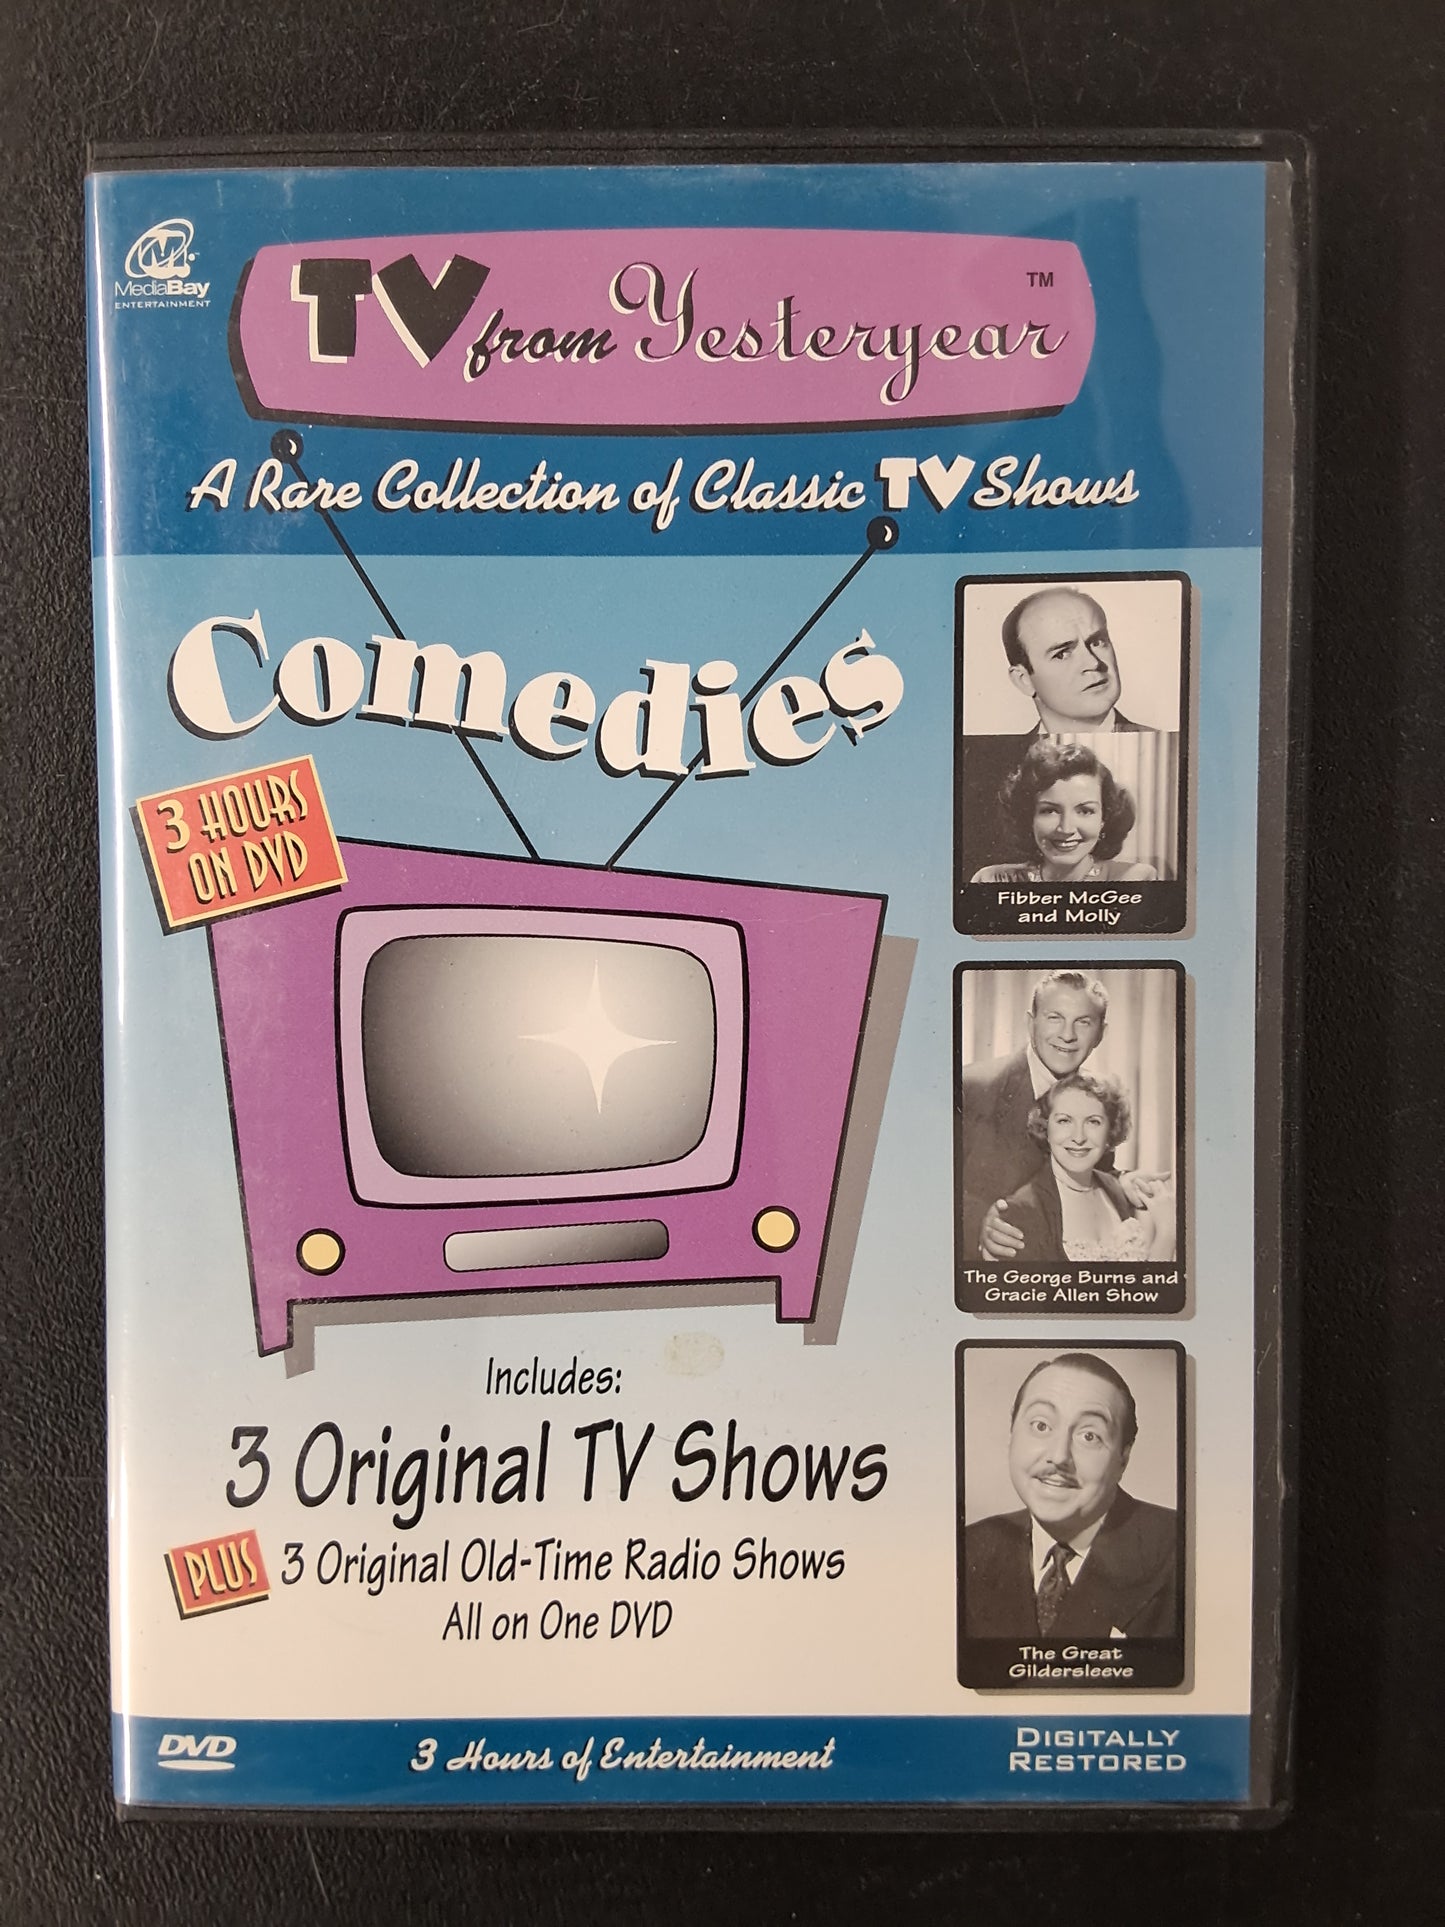 MediaBay
ENTERTAINMENT
TV from Yesteryear
TM
A Rare Collection of Classic TV Shows
Comedies
3 HOURS
ON DVD
Fibber McGee
and Molly
The George Burns and
Gracie Allen Show
Includes:
3 Original TV Shows
PLUS 3 Original Old-Time Radio Shows
All on One DVD
The Great
Gildersleeve
DVD
3 Hours of Entertainment
DIGITALLY
RESTORED